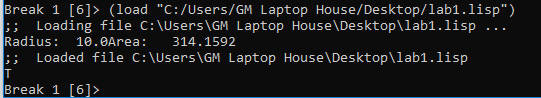 Break 1 [6]> (load "C:/Users/GM Laptop House/Desktop/lab1.lisp")
;;  Loading file C:\Users\GM Laptop House\Desktop\lab1.lisp ...
Radius:  10.0Area:   314.1592
;;  Loaded file C:\Users\GM Laptop House\Desktop\lab1.lisp
T
Break 1 [6]>